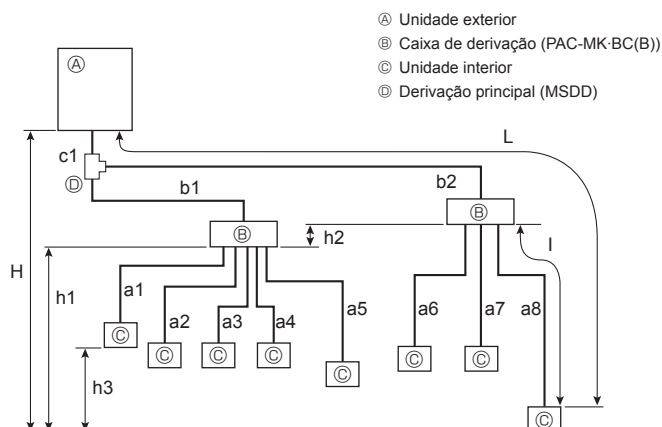 Ⓐ Unidade exterior
Ⓑ Caixa de derivação (PAC-MK·BC(B))
Ⓒ Unidade interior
Ⓓ Derivação principal (MSDD)
Ⓐ
L
c1
Ⓓ
b1
b2
Ⓑ
Ⓑ
h2
I
H
h1
a1
a2
a3
a4
a5
a6
a7
a8
Ⓒ
Ⓒ
Ⓒ
Ⓒ
Ⓒ
Ⓒ
Ⓒ
h3
Ⓒ